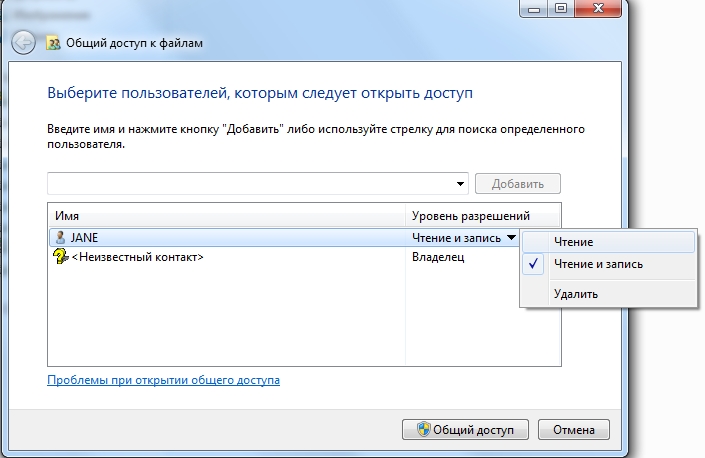 Общий доступ к файлам
Выберите пользователей, которым следует открыть доступ
Введите имя и нажмите кнопку "Добавить" либо используйте стрелку для поиска определенного
пользователя.
Добавить
Имя Уровень разрешений
JANE Чтение и запись
<Неизвестный контакт> Владелец
Чтение
Чтение и запись
Удалить
Проблемы при открытии общего доступа
Общий доступ Отмена